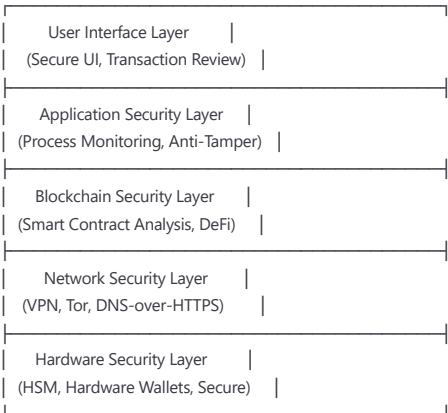 User Interface Layer
(Secure UI, Transaction Review)
Application Security Layer
(Process Monitoring, Anti-Tamper)
Blockchain Security Layer
(Smart Contract Analysis, DeFi)
Network Security Layer
(VPN, Tor, DNS-over-HTTPS)
Hardware Security Layer
(HSM, Hardware Wallets, Secure)